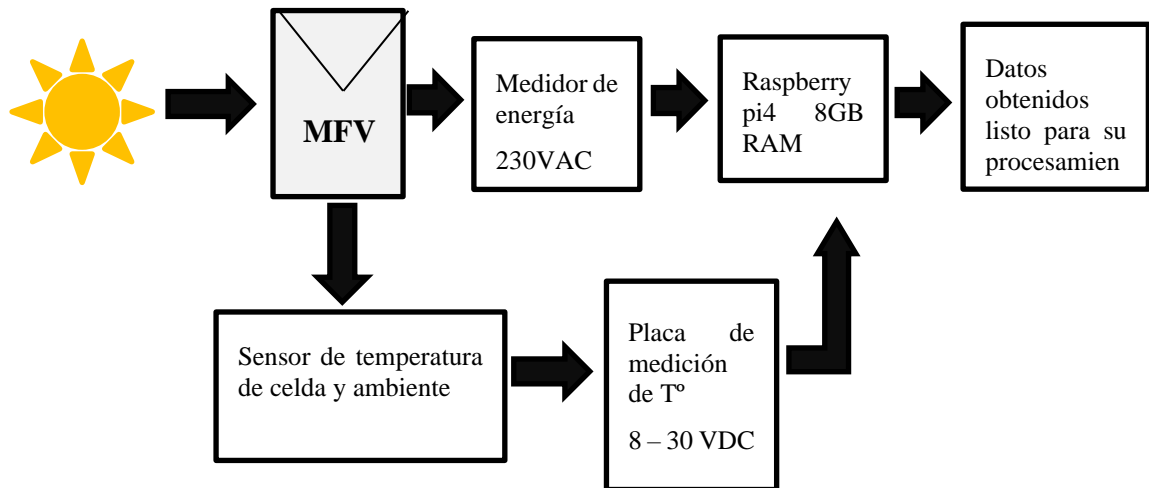 MFV
Medidor de
energía
230VAC
Raspberry
pi4 8GB
RAM
Datos
obtenidos
listo para su
procesamien
Sensor de temperatura
de celda y ambiente
Placa de
medición
de Tº
8 – 30 VDC